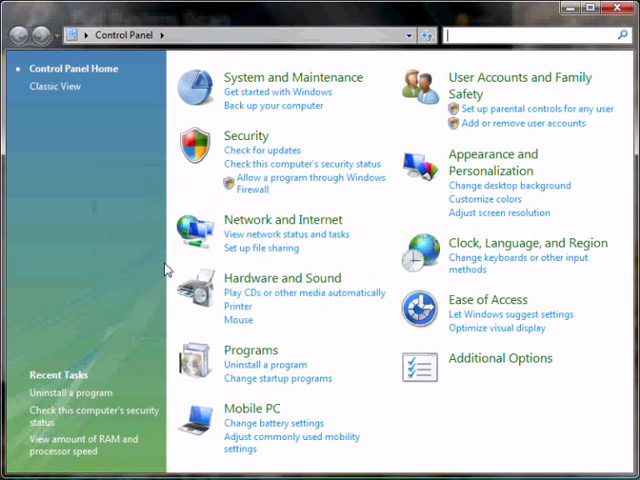 Control Panel
Control Panel Home
Classic View
System and Maintenance
Get started with Windows
Back up your computer
Security
Check for updates
Check this computer's security status
Allow a program through Windows
Firewall
Network and Internet
View network status and tasks
Set up file sharing
Hardware and Sound
Play CDs or other media automatically
Printer
Mouse
Programs
Uninstall a program
Change startup programs
Mobile PC
Change battery settings
Adjust commonly used mobility
settings
User Accounts and Family
Safety
Set up parental controls for any user
Add or remove user accounts
Appearance and
Personalization
Change desktop background
Customize colors
Adjust screen resolution
Clock, Language, and Region
Change keyboards or other input
methods
Ease of Access
Let Windows suggest settings
Optimize visual display
Additional Options
Recent Tasks
Uninstall a program
Check this computer's security
status
View amount of RAM and
processor speed